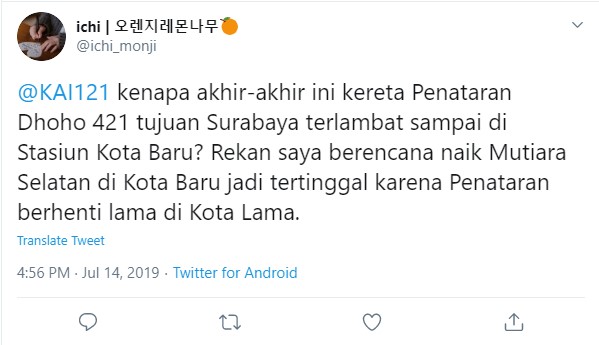 ichi | 오렌지레몬나무🍊
@ichi_monji
@KAI121 kenapa akhir-akhir ini kereta Penataran
Dhoho 421 tujuan Surabaya terlambat sampai di
Stasiun Kota Baru? Rekan saya berencana naik Mutiara
Selatan di Kota Baru jadi tertinggal karena Penataran
berhenti lama di Kota Lama.
Translate Tweet
4:56 PM · Jul 14, 2019 · Twitter for Android